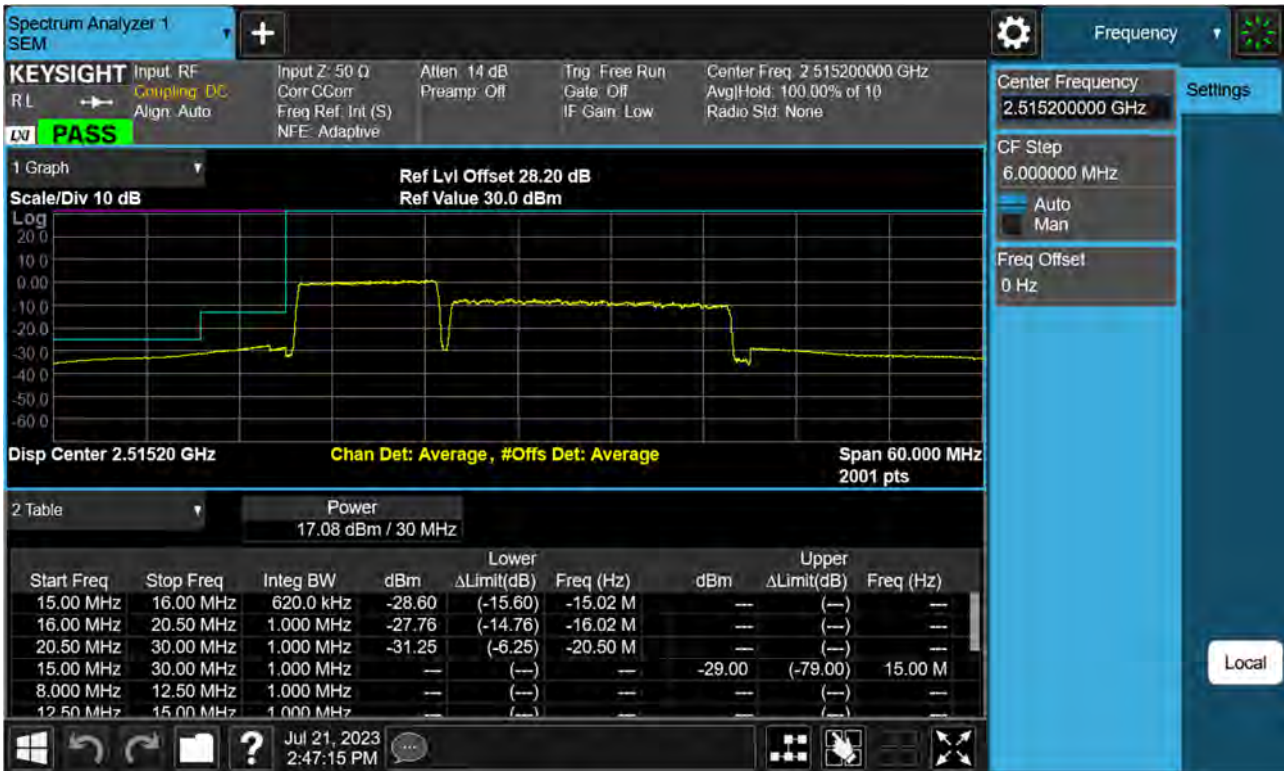 Spectrum Analyzer 1
SEM
Frequency
KEYSIGHT
RL
LXI
PASS
Input: RF
Coupling: DC
Align: Auto
Input Z: 50 Ω
Corr CCorr
Freq Ref: Int (S)
NFE: Adaptive
Atten: 14 dB
Preamp: Off
Trig: Free Run
Gate: Off
IF Gain: Low
Center Freq: 2.515200000 GHz
Avg|Hold: 100.00% of 10
Radio Std: None
Center Frequency
2.515200000 GHz
Settings
CF Step
6.000000 MHz
Auto
Man
Freq Offset
0 Hz
Local
1 Graph
Scale/Div 10 dB
Ref Lvl Offset 28.20 dB
Ref Value 30.0 dBm
Log
20.0
10.0
0.00
-10.0
-20.0
-30.0
-40.0
-50.0
-60.0
Disp Center 2.51520 GHz
Chan Det: Average, #Offs Det: Average
Span 60.000 MHz
2001 pts
2 Table
Power
17.08 dBm / 30 MHz
Lower Upper
Start Freq Stop Freq Integ BW dBm ΔLimit(dB) Freq (Hz) dBm ΔLimit(dB) Freq (Hz)
15.00 MHz 16.00 MHz 620.0 kHz -28.60 (-15.60) -15.02 M --- (---) ---
16.00 MHz 20.50 MHz 1.000 MHz -27.76 (-14.76) -16.02 M --- (---) ---
20.50 MHz 30.00 MHz 1.000 MHz -31.25 (-6.25) -20.50 M --- (---) ---
15.00 MHz 30.00 MHz 1.000 MHz --- (---) --- -29.00 (-79.00) 15.00 M
8.000 MHz 12.50 MHz 1.000 MHz --- (---) --- --- (---) ---
12.50 MHz 15.00 MHz 1.000 MHz --- (---) --- --- (---) ---
?
Jul 21, 2023
2:47:15 PM